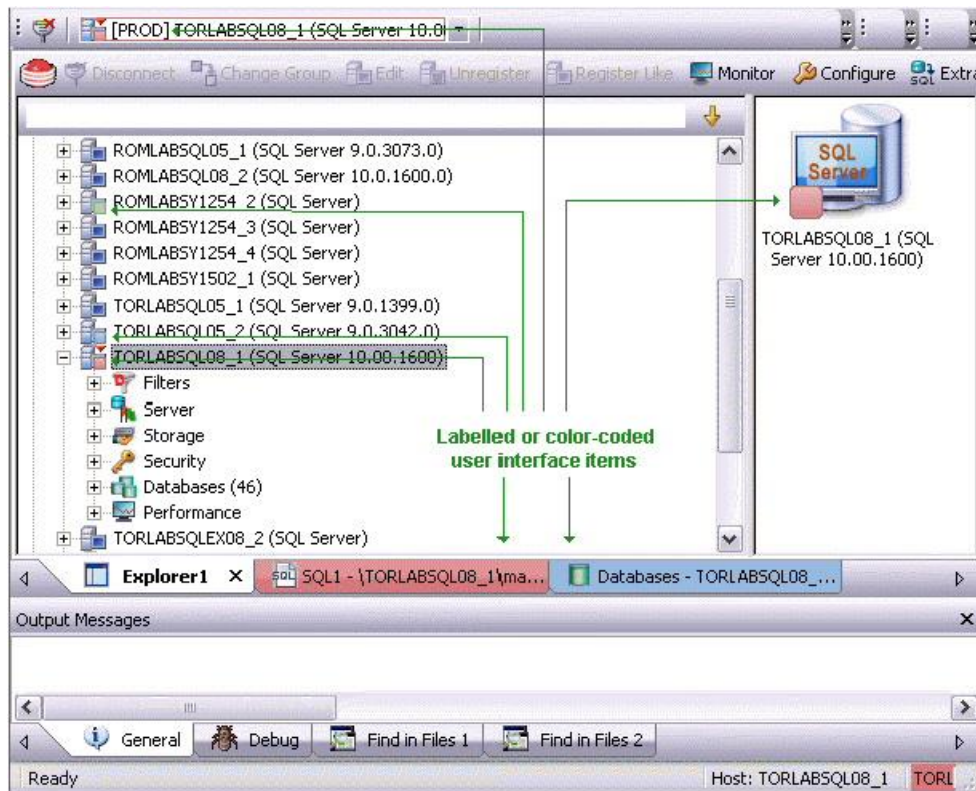 [PROD] TORLABSQL08_1 (SQL Server 10.0
Disconnect Change Group Edit Unregister Register Like Monitor Configure Extra
ROMLABSQL05_1 (SQL Server 9.0.3073.0)
ROMLABSQL08_2 (SQL Server 10.0.1600.0)
ROMLABSY1254_2 (SQL Server)
ROMLABSY1254_3 (SQL Server)
ROMLABSY1254_4 (SQL Server)
ROMLABSY1502_1 (SQL Server)
TORLABSQL05_1 (SQL Server 9.0.1399.0)
TORLABSQL05_2 (SQL Server 9.0.3042.0)
TORLABSQL08_1 (SQL Server 10.00.1600)
Filters
Server
Storage
Security
Databases (46)
Performance
TORLABSQLEX08_2 (SQL Server)
Labelled or color-coded
user interface items
SQL
Server
TORLABSQL08_1 (SQL
Server 10.00.1600)
Explorer1 SQL1 - \TORLABSQL08_1\ma... Databases - TORLABSQL08_...
Output Messages
General Debug Find in Files 1 Find in Files 2
Ready Host: TORLABSQL08_1 TORL